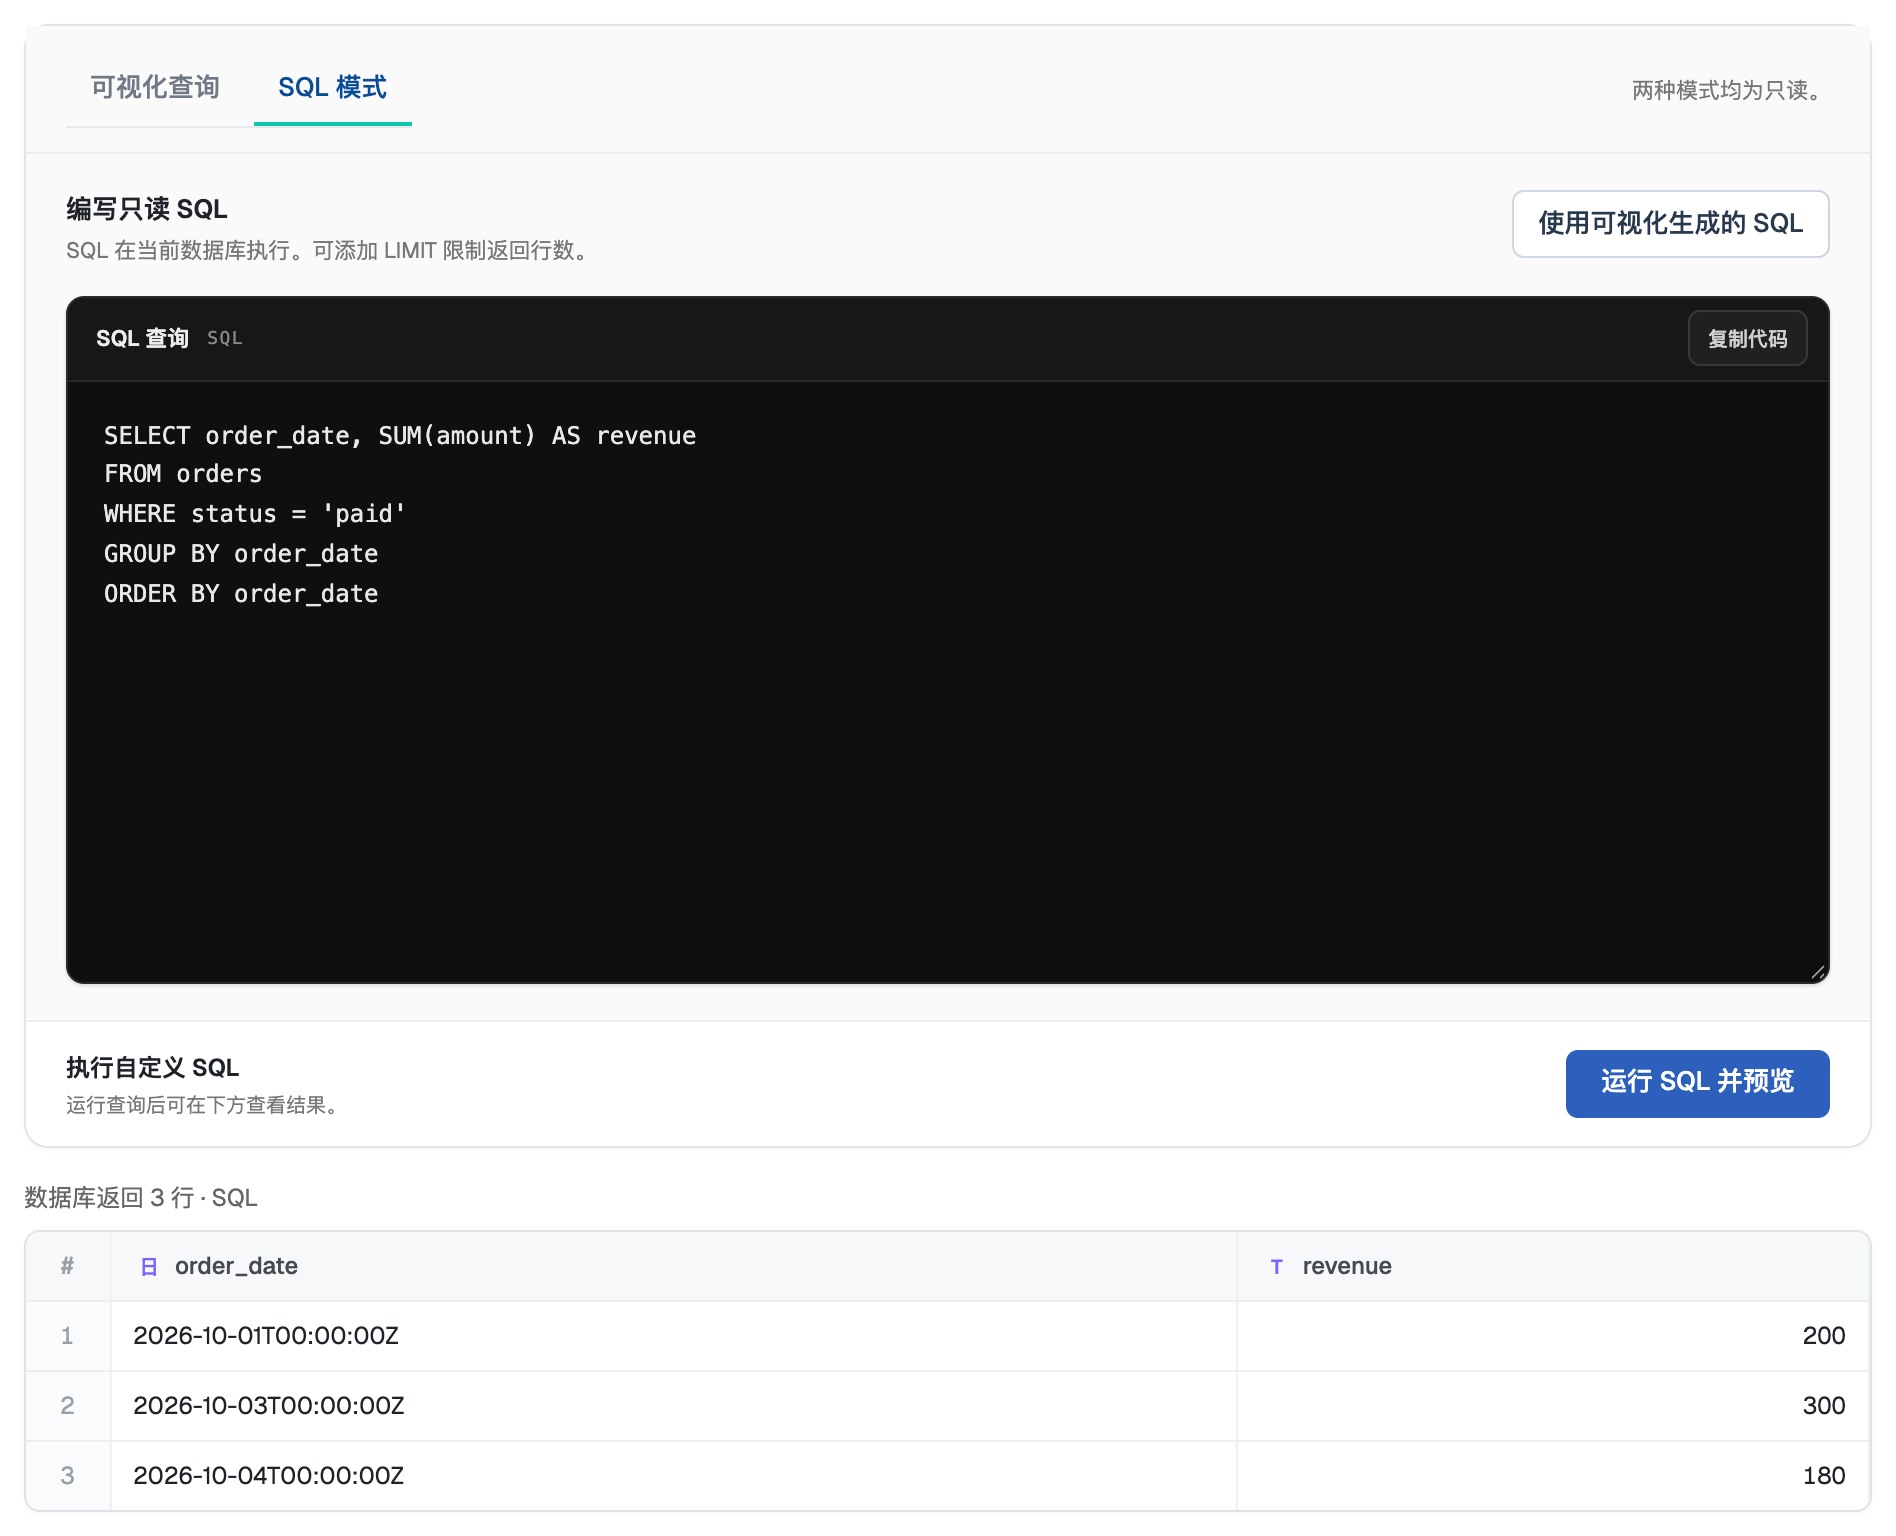 可视化查询
SQL 模式
两种模式均为只读。
编写只读 SQL
SQL 在当前数据库执行。可添加 LIMIT 限制返回行数。
使用可视化生成的 SQL
SQL 查询 SQL
复制代码
SELECT order_date, SUM(amount) AS revenue
FROM orders
WHERE status = 'paid'
GROUP BY order_date
ORDER BY order_date
执行自定义 SQL
运行查询后可在下方查看结果。
运行 SQL 并预览
数据库返回 3 行 · SQL
# 日 order_date T revenue
1 2026-10-01T00:00:00Z 200
2 2026-10-03T00:00:00Z 300
3 2026-10-04T00:00:00Z 180